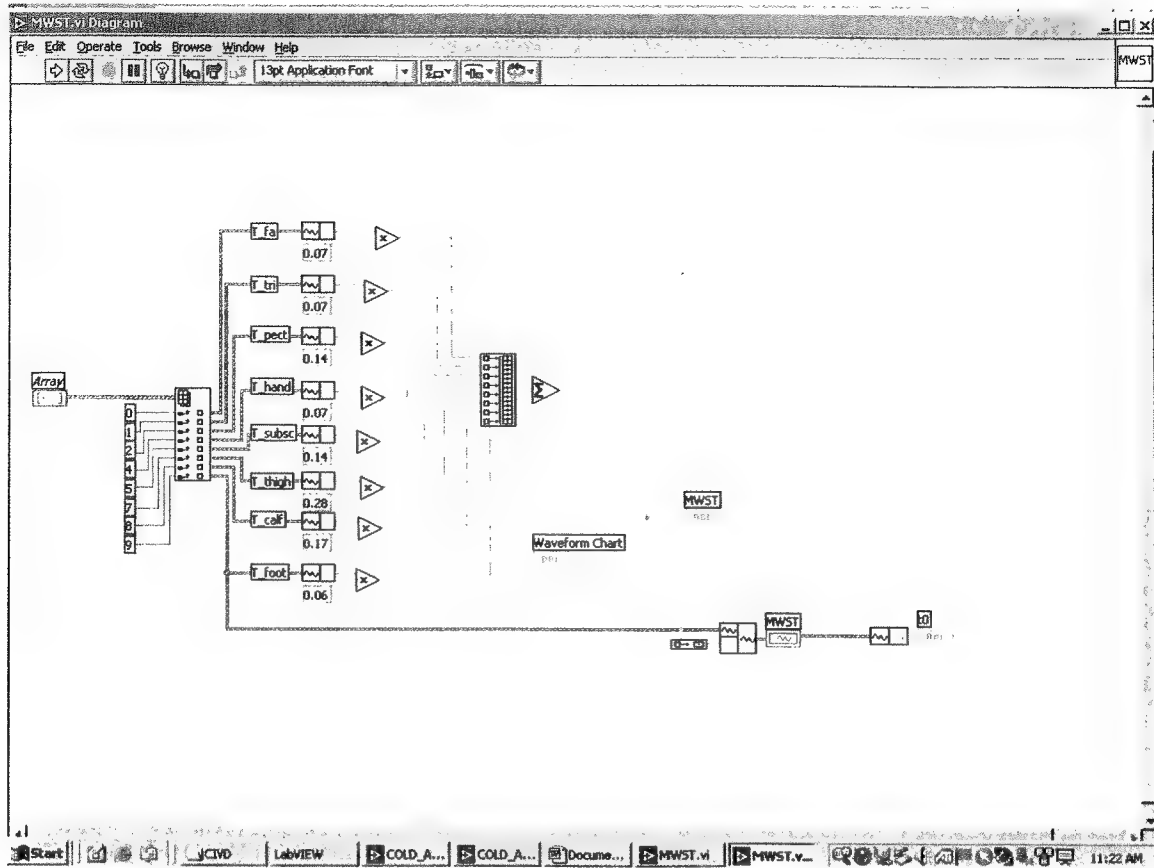 MWST.vi Diagram
File Edit Operate Tools Browse Window Help
13pt Application Font
MWST
T_fa
0.07
T_tri
0.07
T_pect
0.14
Array
T_hand
0.07
0
1
2
4
5
7
8
9
T_subsc
0.14
T_thigh
0.28
T_calf
0.17
T_foot
0.06
MWST
Waveform Chart
MWST
t0
Start
LabVIEW
COLD_A...
COLD_A...
Docume...
MWST.vi
MWST.v...
11:22 AM